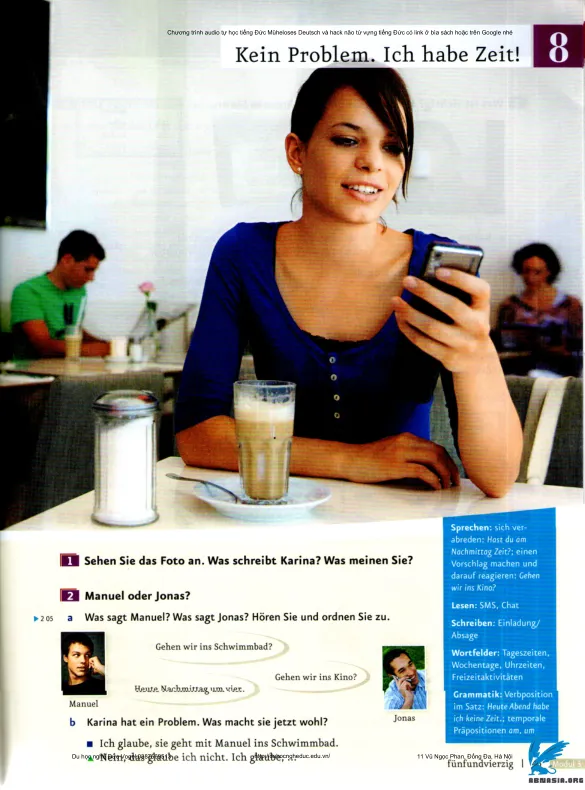 Chương trình audio tự học tiếng Đức Müheloses Deutsch và hack não từ vựng tiếng Đức có link ở bìa sách hoặc trên Google nhé
Kein Problem. Ich habe Zeit!
8
Sprechen: sich ver-
abreden: Hast du am
Nachmittag Zeit?; einen
Vorschlag machen und
darauf reagieren: Gehen
wir ins Kino?
Lesen: SMS, Chat
Schreiben: Einladung/
Absage
Wortfelder: Tageszeiten,
Wochentage, Uhrzeiten,
Freizeitaktivitäten
Grammatik: Verbposition
im Satz: Heute Abend habe
ich keine Zeit.; temporale
Präpositionen am, um
1 Sehen Sie das Foto an. Was schreibt Karina? Was meinen Sie?
2 Manuel oder Jonas?
2 05 a Was sagt Manuel? Was sagt Jonas? Hören Sie und ordnen Sie zu.
Gehen wir ins Schwimmbad?
Gehen wir ins Kino?
Heute Nachmittag um vier.
Manuel
Jonas
b Karina hat ein Problem. Was macht sie jetzt wohl?
Ich glaube, sie geht mit Manuel ins Schwimmbad.
Nein, das glaube ich nicht. Ich glaube, ...
11 Vũ Ngọc Phan, Đống Đa, Hà Nội
fünfundvierzig
Modul
ABMASIA.ORG